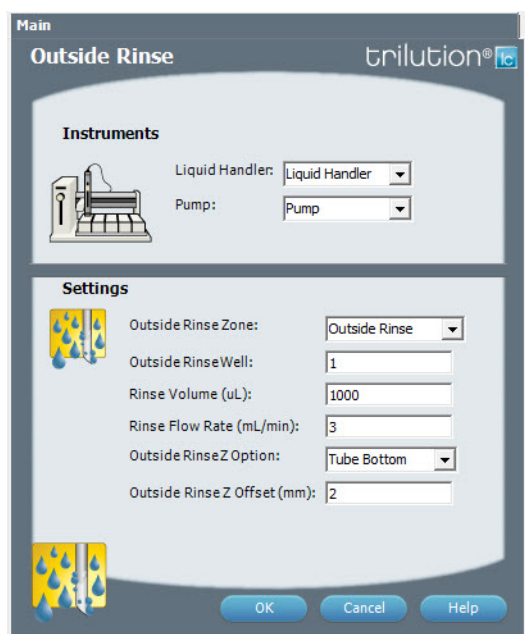 Main
Outside Rinse
trilution® lc
Instruments
Liquid Handler: Liquid Handler
Pump: Pump
Settings
Outside Rinse Zone: Outside Rinse
Outside Rinse Well: 1
Rinse Volume (uL): 1000
Rinse Flow Rate (mL/min): 3
Outside Rinse Z Option: Tube Bottom
Outside Rinse Z Offset (mm): 2
OK Cancel Help